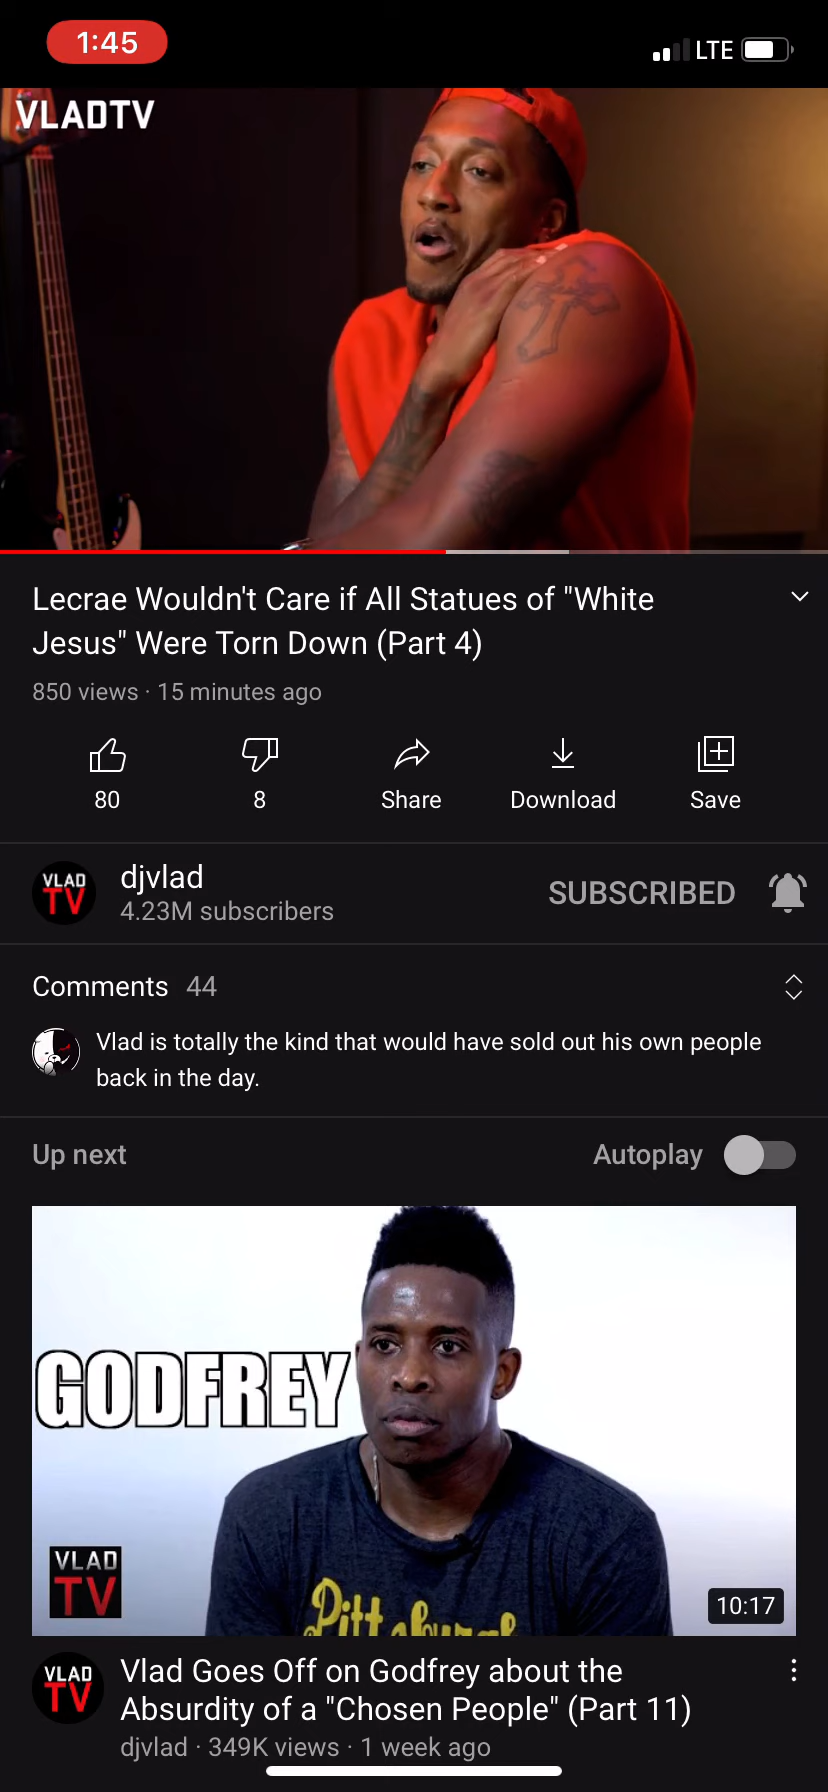 1:45
LTE
VLADTV
Lecrae Wouldn't Care if All Statues of "White
Jesus" Were Torn Down (Part 4)
850 views · 15 minutes ago
80
8
Share
Download
Save
VLAD
TV
djvlad
4.23M subscribers
SUBSCRIBED
Comments 44
Vlad is totally the kind that would have sold out his own people
back in the day.
Up next
Autoplay
GODFREY
VLAD
TV
Pittsburgh
10:17
VLAD
TV
Vlad Goes Off on Godfrey about the
Absurdity of a "Chosen People" (Part 11)
djvlad · 349K views · 1 week ago